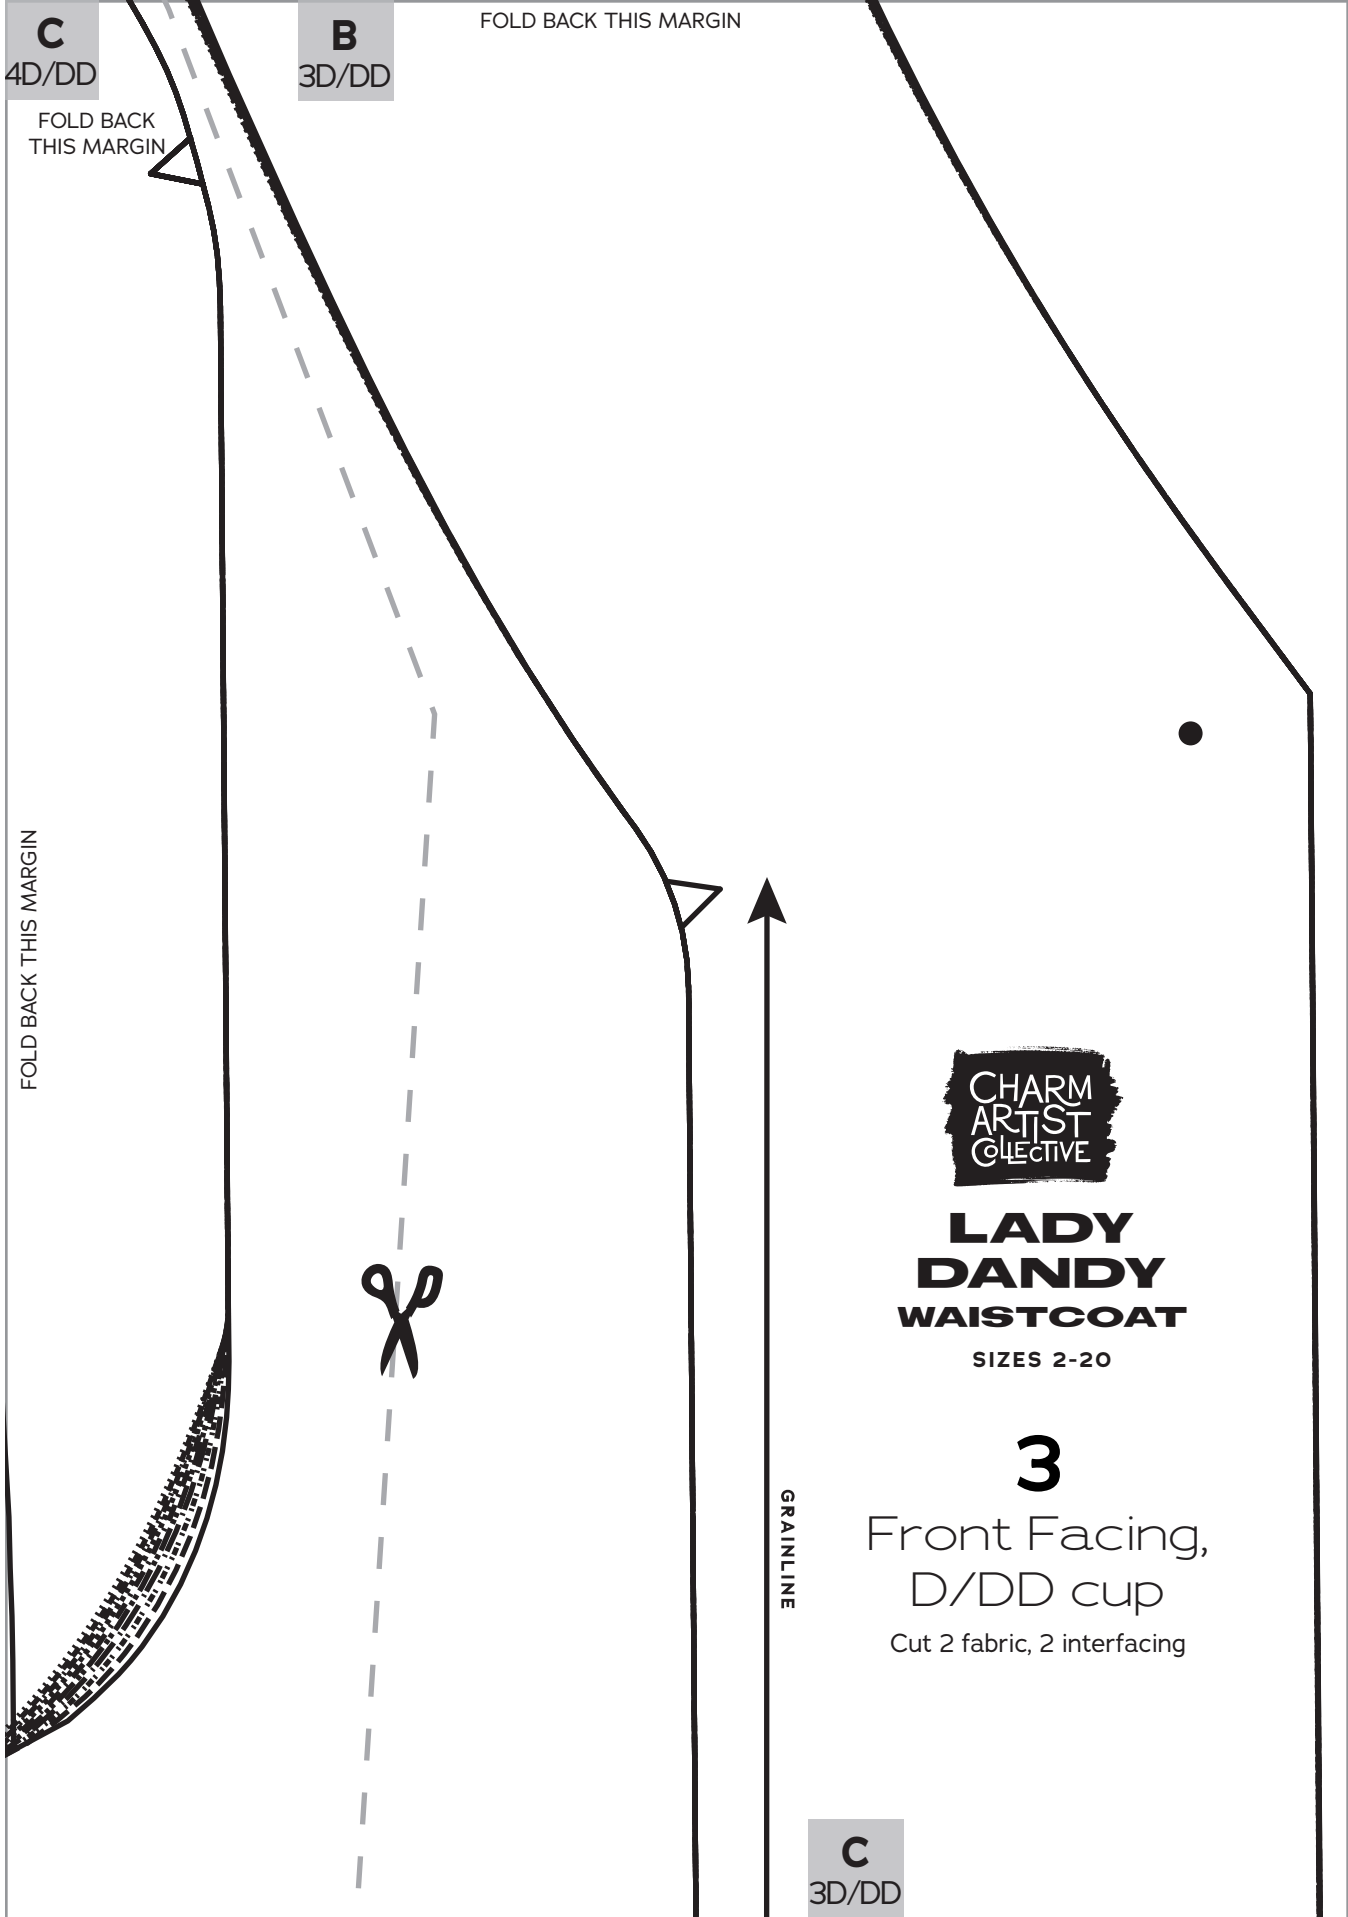 C
4D/DD
B
3D/DD
FOLD BACK THIS MARGIN
FOLD BACK
THIS MARGIN
FOLD BACK THIS MARGIN
CHARM
ARTIST
COLLECTIVE
LADY
DANDY
WAISTCOAT
SIZES 2-20
3
Front Facing,
D/DD cup
Cut 2 fabric, 2 interfacing
GRAINLINE
C
3D/DD